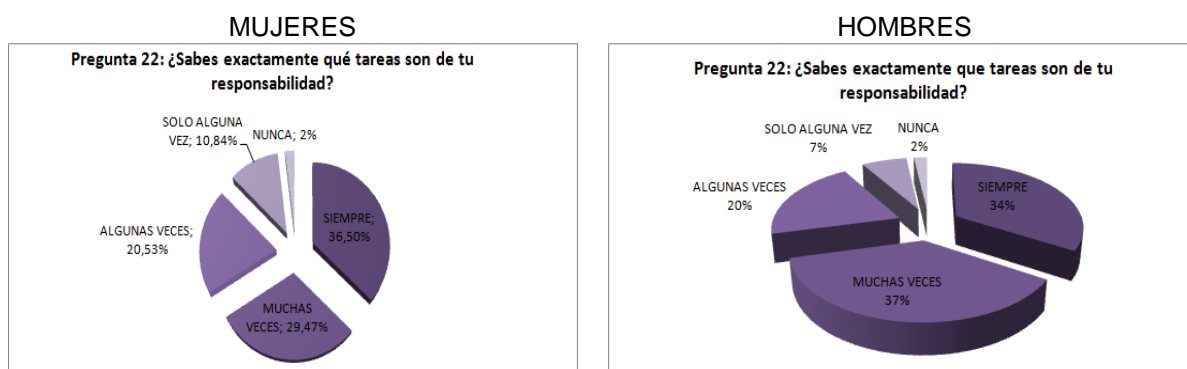 MUJERES
Pregunta 22: ¿Sabes exactamente qué tareas son de tu
responsabilidad?
SOLO ALGUNA
VEZ; 10,84%
NUNCA; 2%
SIEMPRE;
36,50%
ALGUNAS VECES;
20,53%
MUCHAS
VECES; 29,47%
HOMBRES
Pregunta 22: ¿Sabes exactamente que tareas son de tu
responsabilidad?
SOLO ALGUNA VEZ
7%
NUNCA
2%
SIEMPRE
34%
ALGUNAS VECES
20%
MUCHAS VECES
37%